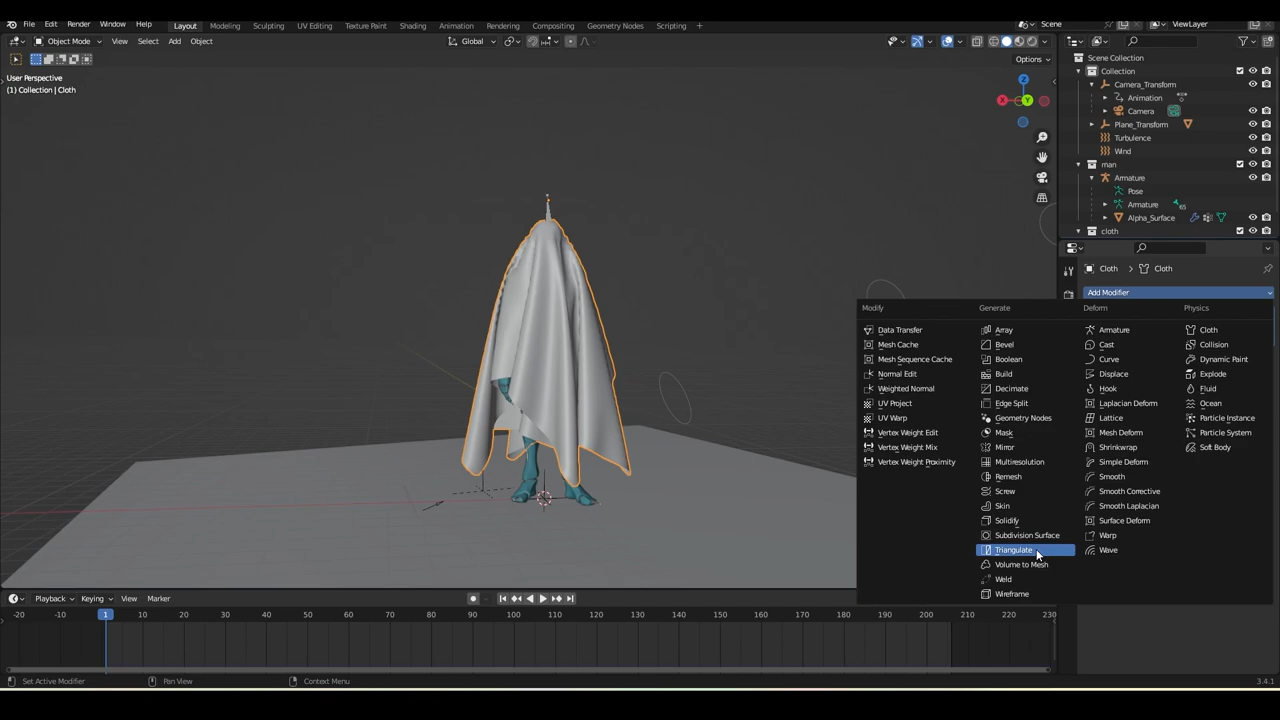 File Edit Render Window Help Layout Modeling Sculpting UV Editing Texture Paint Shading Animation Rendering Compositing Geometry Nodes Scripting + Scene ViewLayer
Object Mode View Select Add Object Global
Options
User Perspective
(1) Collection | Cloth
Z
X Y
Scene Collection
Collection
Camera_Transform
Animation
Camera
Plane_Transform
Turbulence
Wind
man
Armature
Pose
Armature 65
Alpha_Surface
cloth
Cloth > Cloth
Add Modifier
Modify Generate Deform Physics
Data Transfer Array Armature Cloth
Mesh Cache Bevel Cast Collision
Mesh Sequence Cache Boolean Curve Dynamic Paint
Normal Edit Build Displace Explode
Weighted Normal Decimate Hook Fluid
UV Project Edge Split Laplacian Deform Ocean
UV Warp Geometry Nodes Lattice Particle Instance
Vertex Weight Edit Mask Mesh Deform Particle System
Vertex Weight Mix Mirror Shrinkwrap Soft Body
Vertex Weight Proximity Multiresolution Simple Deform
Remesh Smooth
Screw Smooth Corrective
Skin Smooth Laplacian
Solidify Surface Deform
Subdivision Surface Warp
Triangulate Wave
Volume to Mesh
Weld
Wireframe
Playback Keying View Marker
-20 -10 1 10 20 30 40 50 60 70 80 90 100 110 120 130 140 150 160 170 180 190 200 210 220 230
Set Active Modifier Pan View Context Menu 3.4.1